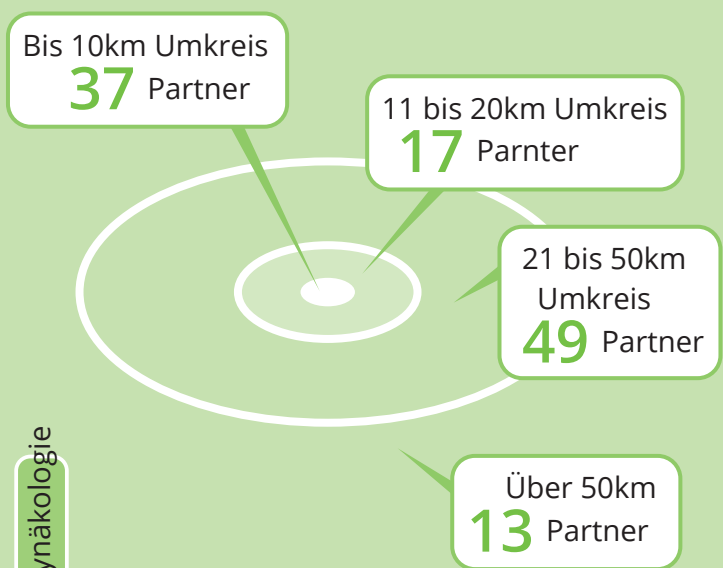 Bis 10km Umkreis
37 Partner
11 bis 20km Umkreis
17 Parnter
21 bis 50km
Umkreis
49 Partner
Über 50km
13 Partner
ynäkologie